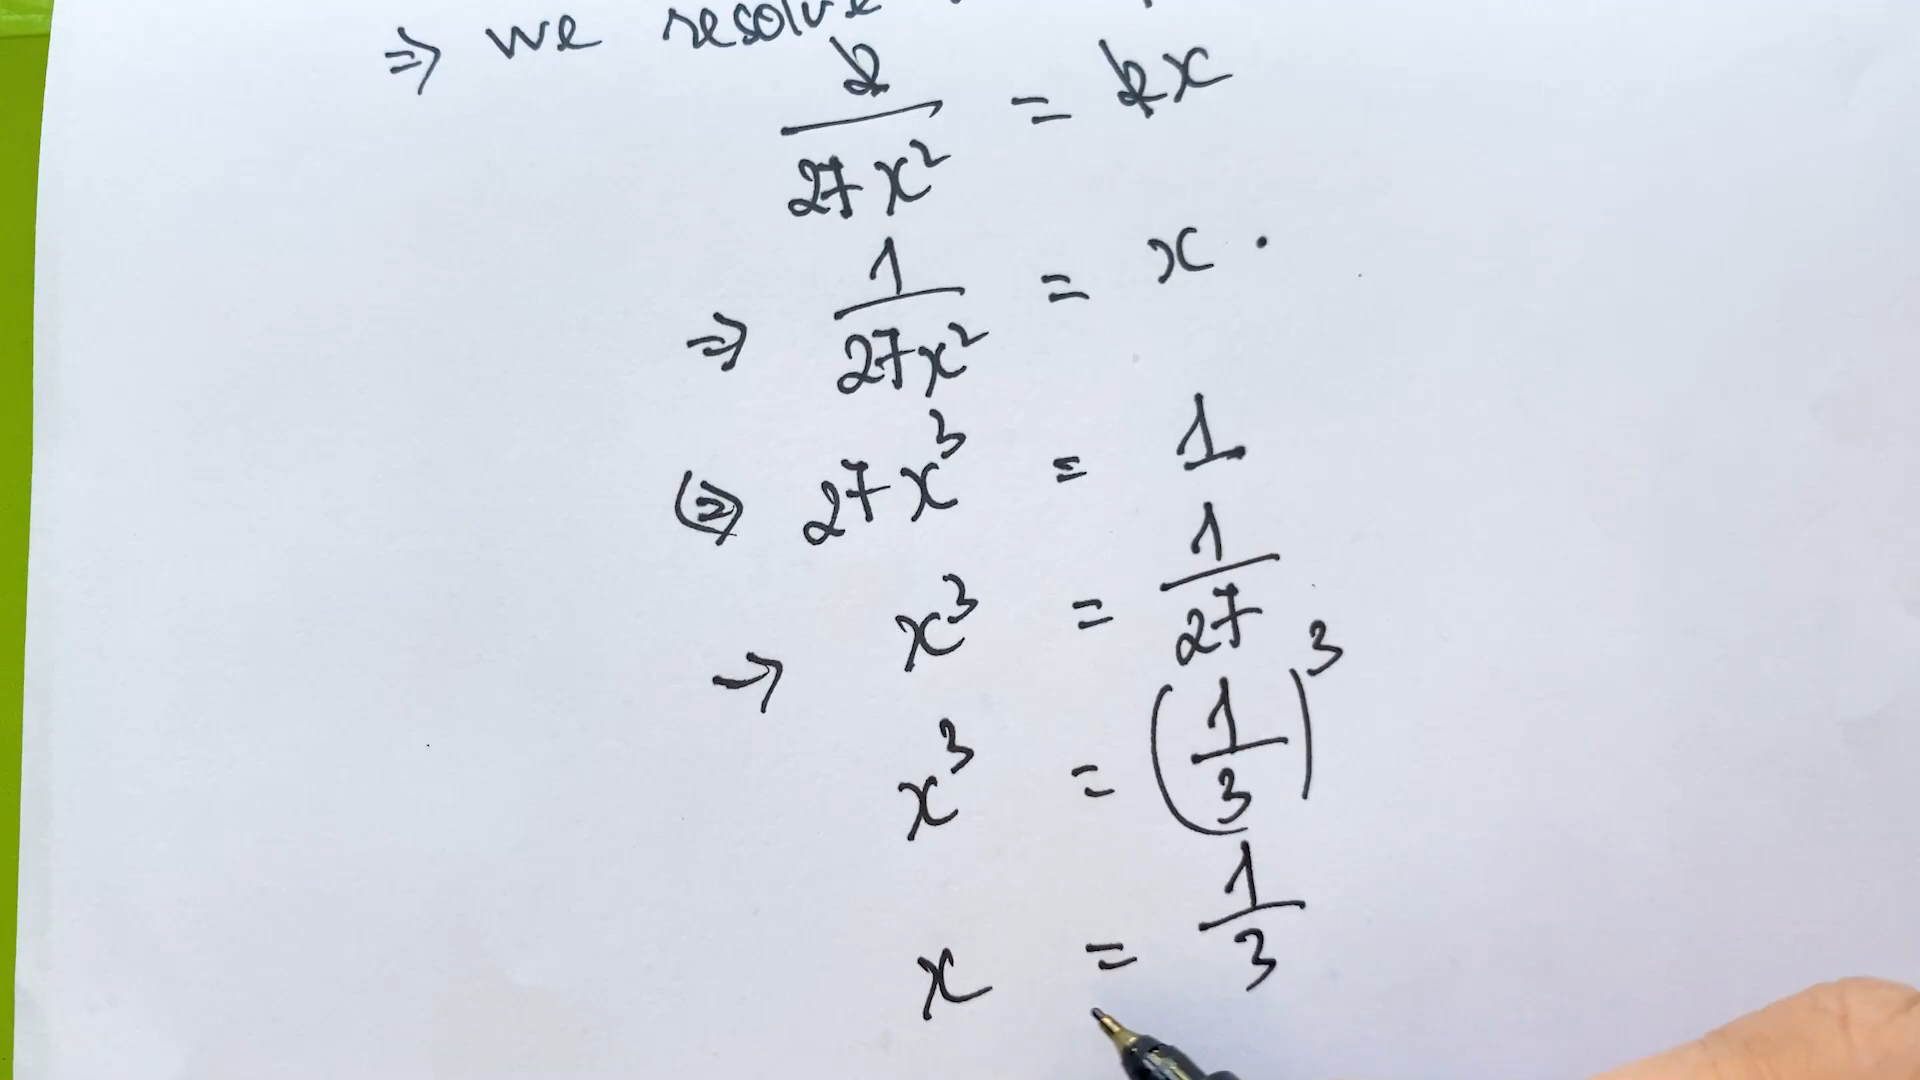 ⇒ we resolve
2/27x² = 2x
⇒ 1/27x² = x .
⇔ 27x³ = 1
→ x³ = 1/27
x³ = (1/3)³
x = 1/3